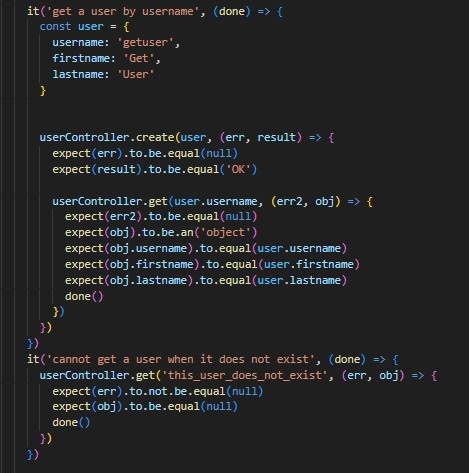 it('get a user by username', (done) => {
const user = {
username: 'getuser',
firstname: 'Get',
lastname: 'User'
}
userController.create(user, (err, result) => {
expect(err).to.be.equal(null)
expect(result).to.be.equal('OK')
userController.get(user.username, (err2, obj) => {
expect(err2).to.be.equal(null)
expect(obj).to.be.an('object')
expect(obj.username).to.equal(user.username)
expect(obj.firstname).to.equal(user.firstname)
expect(obj.lastname).to.equal(user.lastname)
done()
})
})
})
it('cannot get a user when it does not exist', (done) => {
userController.get('this_user_does_not_exist', (err, obj) => {
expect(err).to.not.be.equal(null)
expect(obj).to.be.equal(null)
done()
})
})